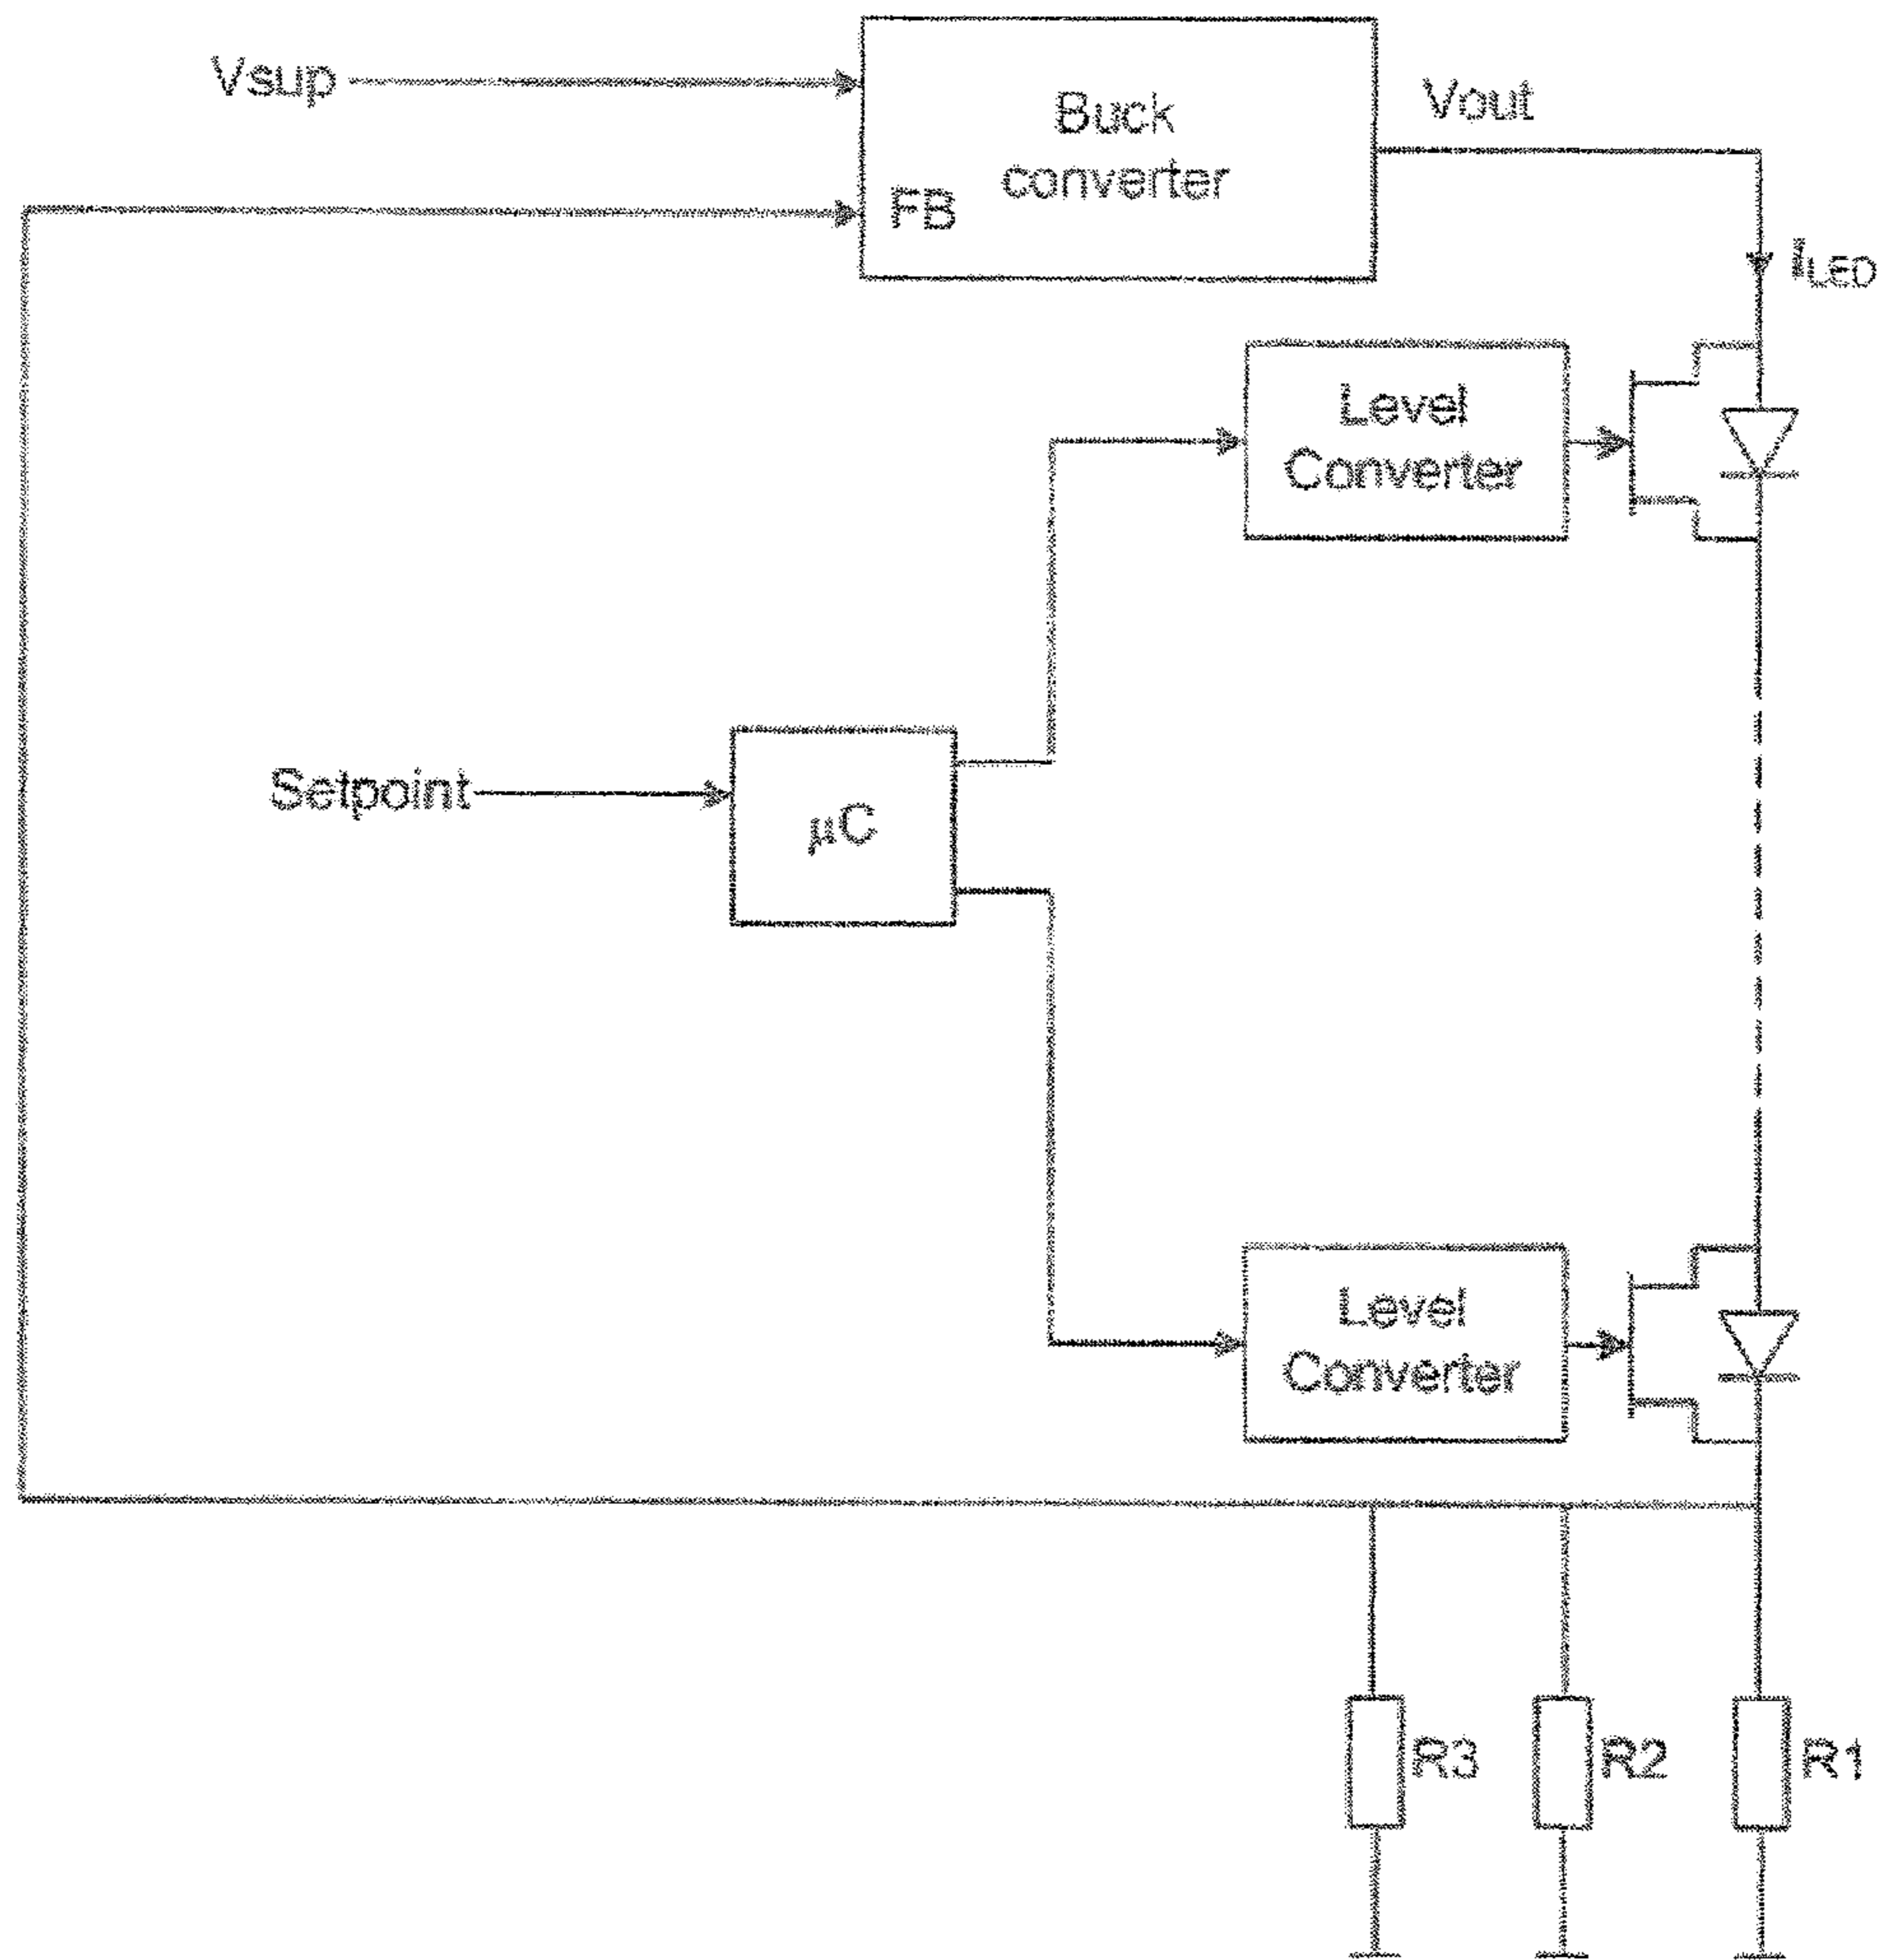 Vsup
Buck
converter
Vout
FB
ILED
Level
Converter
Setpoint
μC
Level
Converter
R3
R2
R1